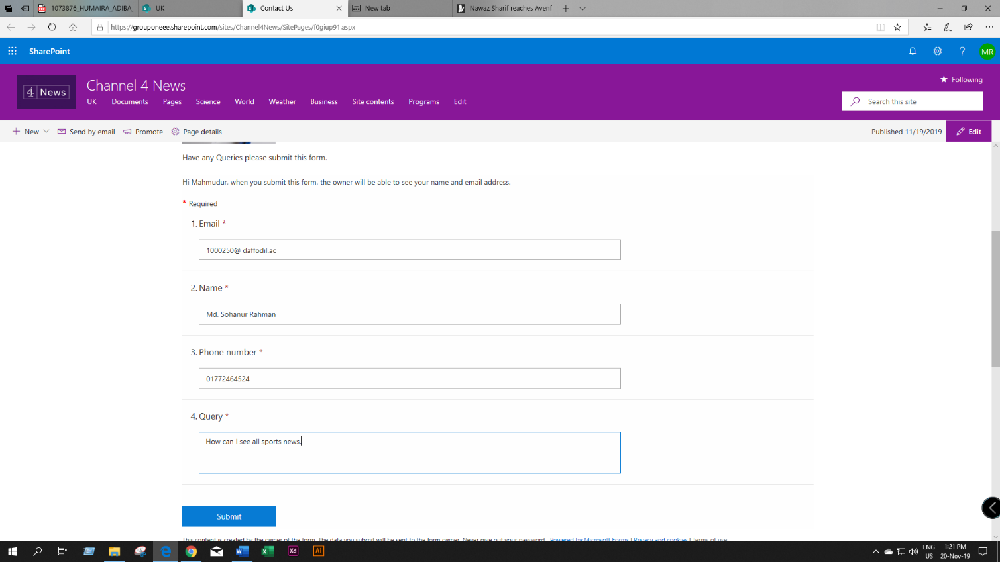 1073876_HUMAIRA_ADIBA_
UK
Contact Us
New tab
Nawaz Sharif reaches Avenf
https://grouponeee.sharepoint.com/sites/Channel4News/SitePages/f0giup91.aspx
SharePoint
MR
4 News
Channel 4 News
Following
UK Documents Pages Science World Weather Business Site contents Programs Edit
Search this site
New
Send by email
Promote
Page details
Published 11/19/2019
Edit
Have any Queries please submit this form.
Hi Mahmudur, when you submit this form, the owner will be able to see your name and email address.
* Required
1. Email *
1000250@ daffodil.ac
2. Name *
Md. Sohanur Rahman
3. Phone number *
01772464524
4. Query *
How can I see all sports news.
Submit
This content is created by the owner of the form. The data you submit will be sent to the form owner. Never give out your password. Powered by Microsoft Forms | Privacy and cookies | Terms of use
Xd
Ai
ENG
US
1:21 PM
20-Nov-19